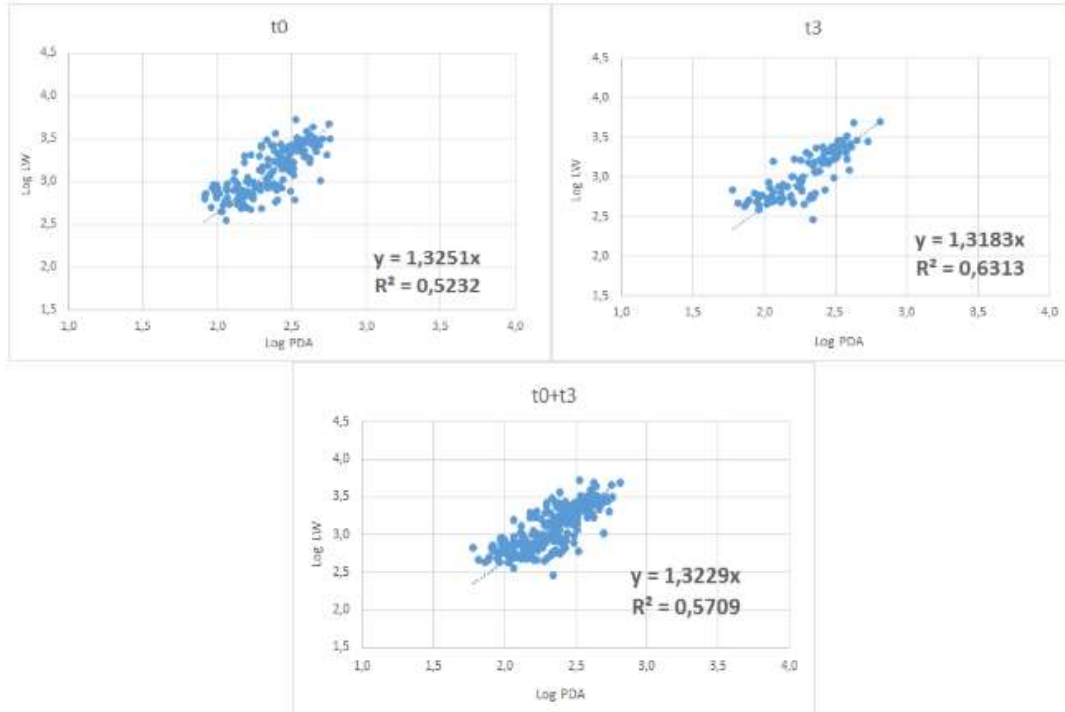 t0
4,5
4,0
3,5
3,0
2,5
2,0
1,5
Log LW
y = 1,3251x
R² = 0,5232
1,0 1,5 2,0 2,5 3,0 3,5 4,0
Log PDA
t3
4,5
4,0
3,5
3,0
2,5
2,0
1,5
Log LW
y = 1,3183x
R² = 0,6313
1,0 1,5 2,0 2,5 3,0 3,5 4,0
Log PDA
t0+t3
4,5
4,0
3,5
3,0
2,5
2,0
1,5
Log LW
y = 1,3229x
R² = 0,5709
1,0 1,5 2,0 2,5 3,0 3,5 4,0
Log PDA